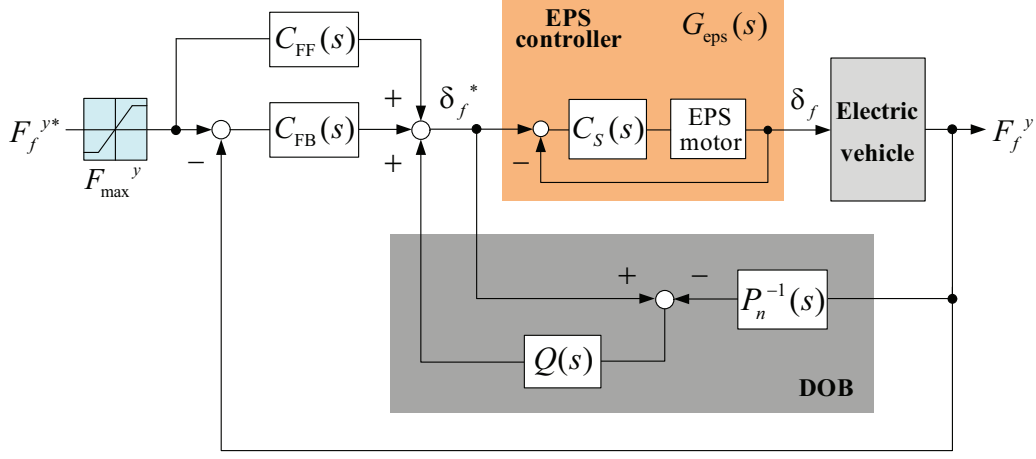 EPS
controller
G_eps(s)
C_FF(s)
δ_f^*
δ_f
Electric
vehicle
F_f^y*
C_FB(s)
+
+
−
−
C_S(s)
EPS
motor
F_f^y
F_max^y
+
−
P_n^−1(s)
Q(s)
DOB